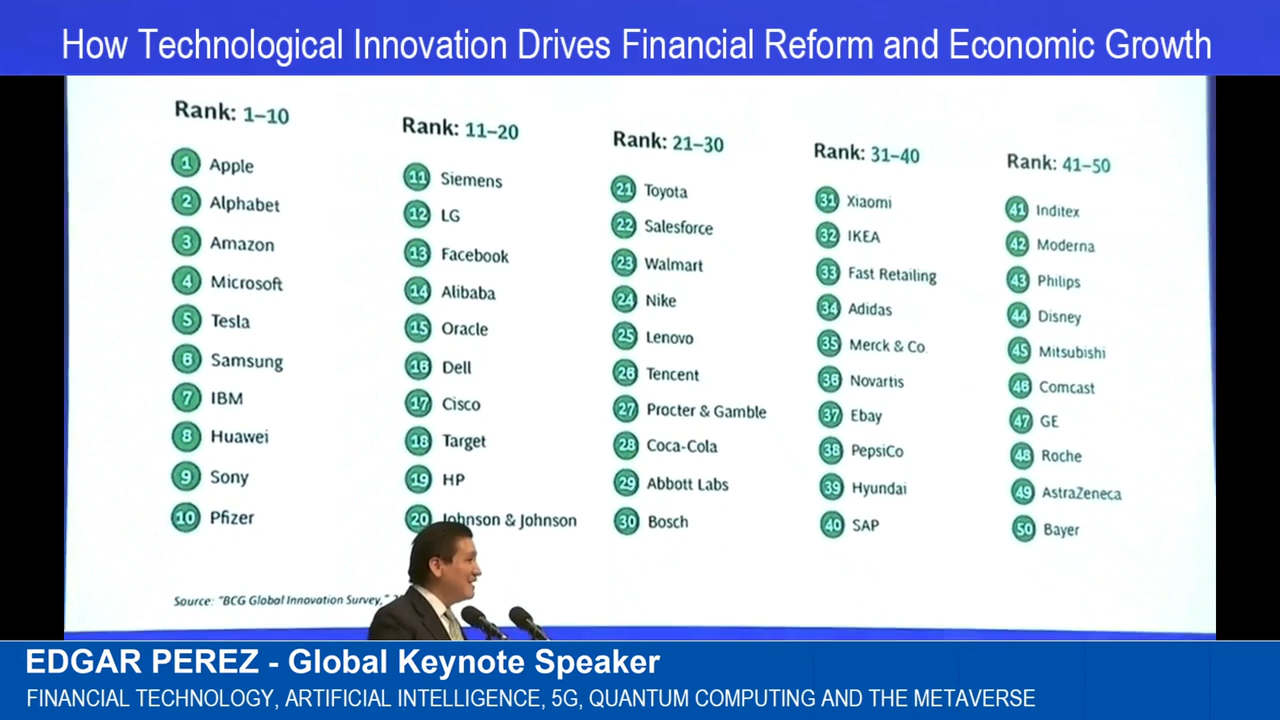 How Technological Innovation Drives Financial Reform and Economic Growth
Rank: 1–10
1 Apple
2 Alphabet
3 Amazon
4 Microsoft
5 Tesla
6 Samsung
7 IBM
8 Huawei
9 Sony
10 Pfizer
Rank: 11–20
11 Siemens
12 LG
13 Facebook
14 Alibaba
15 Oracle
16 Dell
17 Cisco
18 Target
19 HP
20 Johnson & Johnson
Rank: 21–30
21 Toyota
22 Salesforce
23 Walmart
24 Nike
25 Lenovo
26 Tencent
27 Procter & Gamble
28 Coca-Cola
29 Abbott Labs
30 Bosch
Rank: 31–40
31 Xiaomi
32 IKEA
33 Fast Retailing
34 Adidas
35 Merck & Co
36 Novartis
37 Ebay
38 PepsiCo
39 Hyundai
40 SAP
Rank: 41–50
41 Inditex
42 Moderna
43 Philips
44 Disney
45 Mitsubishi
46 Comcast
47 GE
48 Roche
49 AstraZeneca
50 Bayer
Source: "BCG Global Innovation Survey,"
EDGAR PEREZ - Global Keynote Speaker
FINANCIAL TECHNOLOGY, ARTIFICIAL INTELLIGENCE, 5G, QUANTUM COMPUTING AND THE METAVERSE